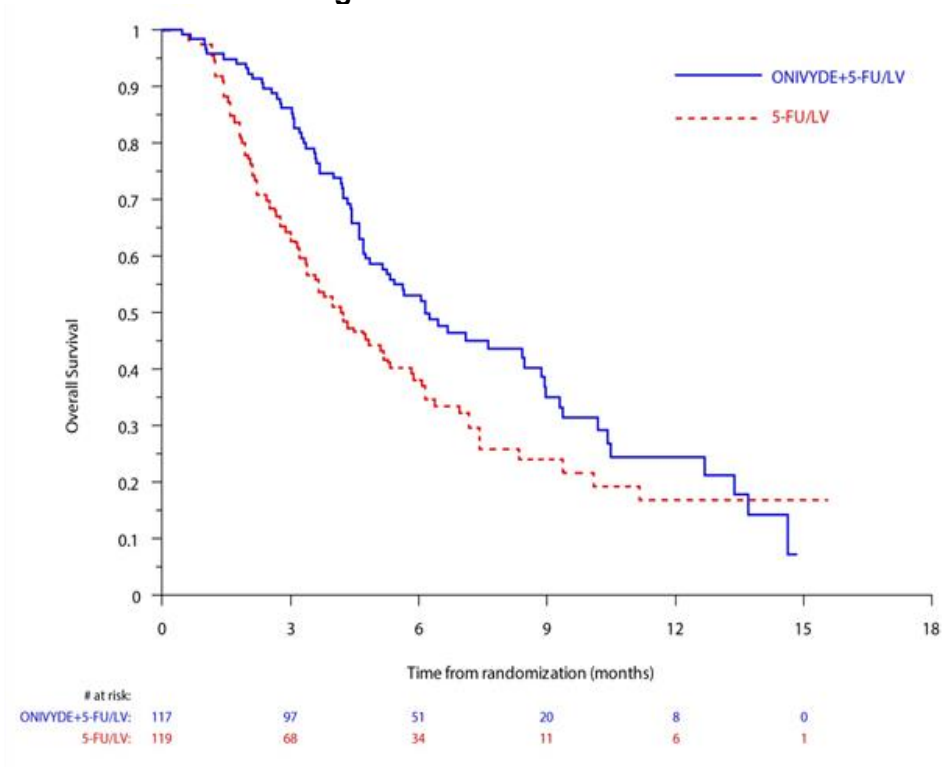 1
ONIVYDE+5-FU/LV
0.9
5-FU/LV
0.8
0.7
0.6
0.5
0.4
0.3
0.2
0.1
0
Overall Survival
0 3 6 9 12 15 18
Time from randomization (months)
# at risk:
ONIVYDE+5-FU/LV: 117 97 51 20 8 0
5-FU/LV: 119 68 34 11 6 1